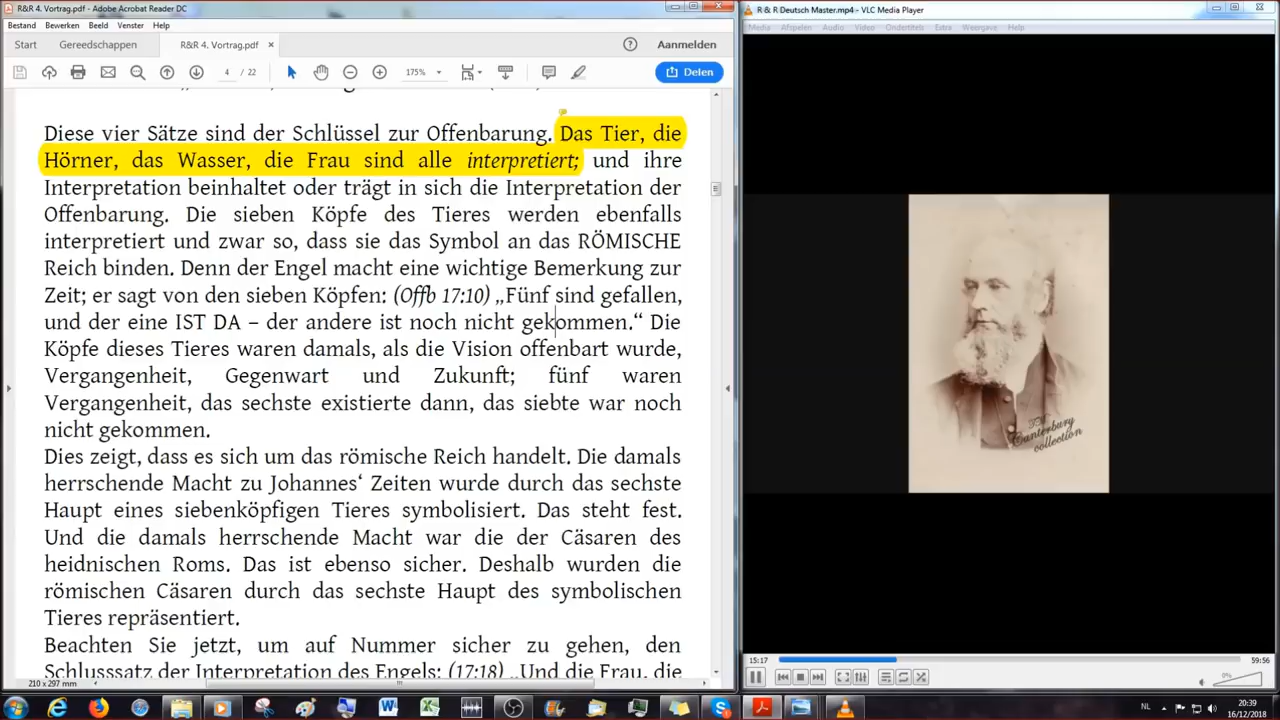 R&R 4. Vortrag.pdf - Adobe Acrobat Reader DC
Bestand Bewerken Beeld Venster Help
Start Gereedschappen R&R 4. Vortrag.pdf × Aanmelden
4 / 22 175% Delen
Diese vier Sätze sind der Schlüssel zur Offenbarung. Das Tier, die
Hörner, das Wasser, die Frau sind alle interpretiert; und ihre
Interpretation beinhaltet oder trägt in sich die Interpretation der
Offenbarung. Die sieben Köpfe des Tieres werden ebenfalls
interpretiert und zwar so, dass sie das Symbol an das RÖMISCHE
Reich binden. Denn der Engel macht eine wichtige Bemerkung zur
Zeit; er sagt von den sieben Köpfen: (Offb 17:10) „Fünf sind gefallen,
und der eine IST DA – der andere ist noch nicht gekommen.“ Die
Köpfe dieses Tieres waren damals, als die Vision offenbart wurde,
Vergangenheit, Gegenwart und Zukunft; fünf waren
Vergangenheit, das sechste existierte dann, das siebte war noch
nicht gekommen.
Dies zeigt, dass es sich um das römische Reich handelt. Die damals
herrschende Macht zu Johannes‘ Zeiten wurde durch das sechste
Haupt eines siebenköpfigen Tieres symbolisiert. Das steht fest.
Und die damals herrschende Macht war die der Cäsaren des
heidnischen Roms. Das ist ebenso sicher. Deshalb wurden die
römischen Cäsaren durch das sechste Haupt des symbolischen
Tieres repräsentiert.
Beachten Sie jetzt, um auf Nummer sicher zu gehen, den
Schlusssatz der Interpretation des Engels: (17:18) „Und die Frau, die
210 x 297 mm
R & R Deutsch Master.mp4 - VLC Media Player
Media Afspelen Audio Video Ondertitels Extra Weergave Help
Canterbury
collection
15:17 59:56
0%
NL 20:39
16/12/2018